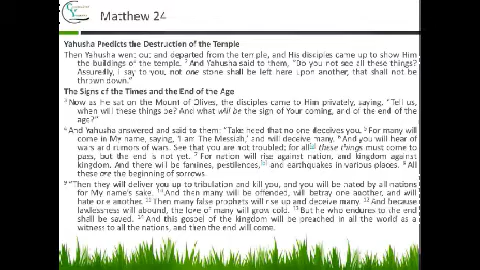 Matthew 24
Yahusha Predicts the Destruction of the Temple
Then Yahusha went out and departed from the temple, and His disciples came up to show Him
the buildings of the temple. 2 And Yahusha said to them, "Do you not see all these things?
Assuredly, I say to you, not one stone shall be left here upon another, that shall not be
thrown down."
The Signs of the Times and the End of the Age
3 Now as He sat on the Mount of Olives, the disciples came to Him privately, saying, "Tell us,
when will these things be? And what will be the sign of Your coming, and of the end of the
age?"
4 And Yahusha answered and said to them: "Take heed that no one deceives you. 5 For many will
come in My name, saying, 'I am The Messiah,' and will deceive many. 6 And you will hear of
wars and rumors of wars. See that you are not troubled; for all[a] these things must come to
pass, but the end is not yet. 7 For nation will rise against nation, and kingdom against
kingdom. And there will be famines, pestilences,[b] and earthquakes in various places. 8 All
these are the beginning of sorrows.
9 "Then they will deliver you up to tribulation and kill you, and you will be hated by all nations
for My name's sake. 10 And then many will be offended, will betray one another, and will
hate one another. 11 Then many false prophets will rise up and deceive many. 12 And because
lawlessness will abound, the love of many will grow cold. 13 But he who endures to the end
shall be saved. 14 And this gospel of the kingdom will be preached in all the world as a
witness to all the nations, and then the end will come.